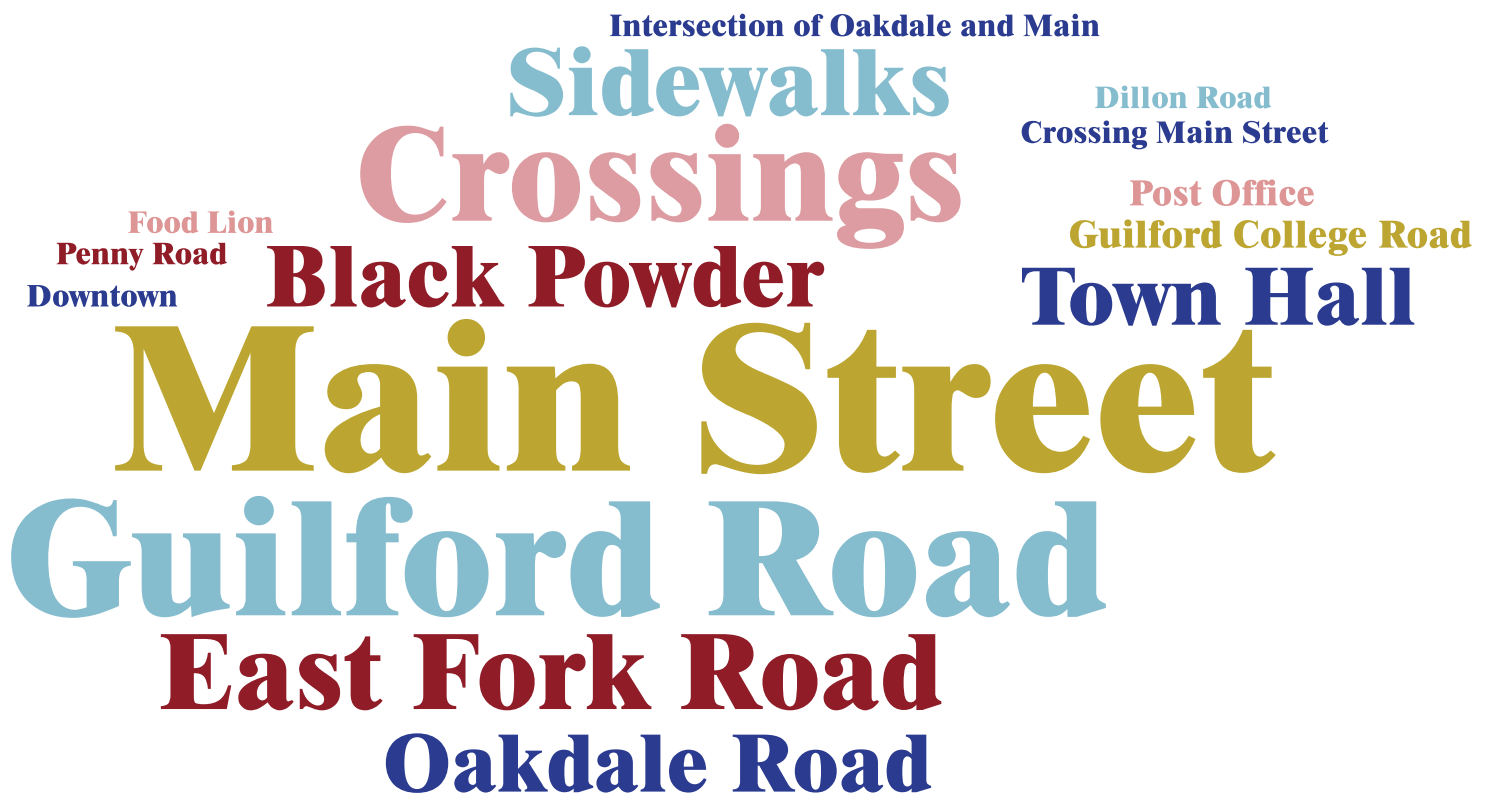 Intersection of Oakdale and Main
Sidewalks
Dillon Road
Crossing Main Street
Crossings
Post Office
Food Lion
Guilford College Road
Penny Road
Black Powder
Downtown
Town Hall
Main Street
Guilford Road
East Fork Road
Oakdale Road